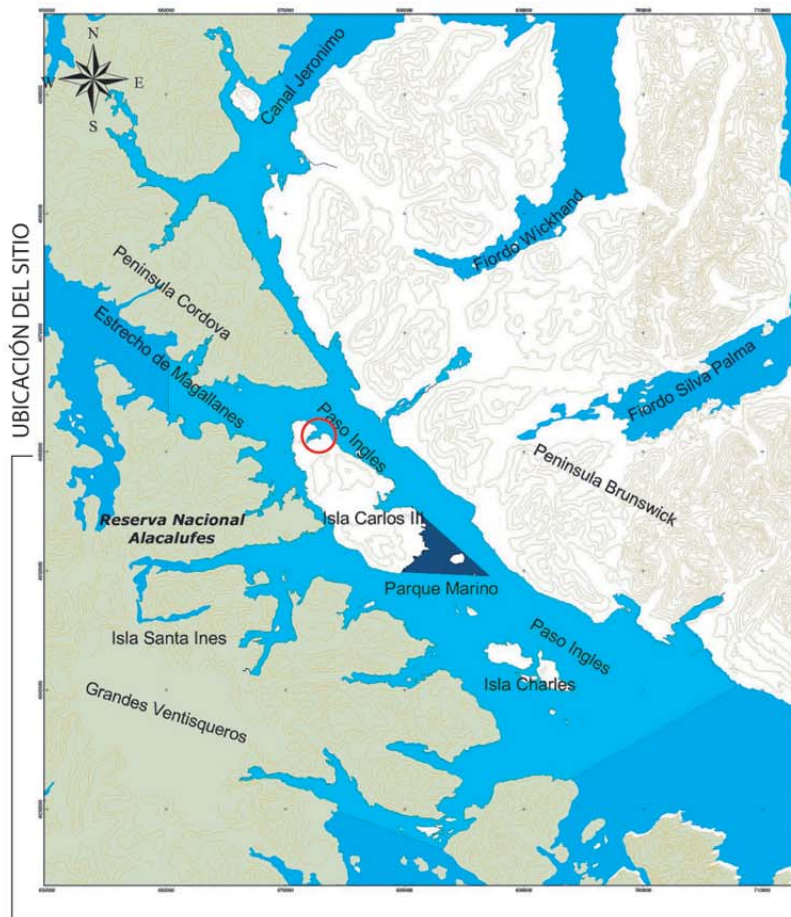 UBICACIÓN DEL SITIO
N
W
E
S
Canal Jeronimo
Fiordo Wickhand
Peninsula Cordova
Estrecho de Magallanes
Fiordo Silva Palma
Paso Ingles
Peninsula Brunswick
Isla Carlos III
Reserva Nacional
Alacalufes
Parque Marino
Isla Santa Ines
Paso Ingles
Isla Charles
Grandes Ventisqueros